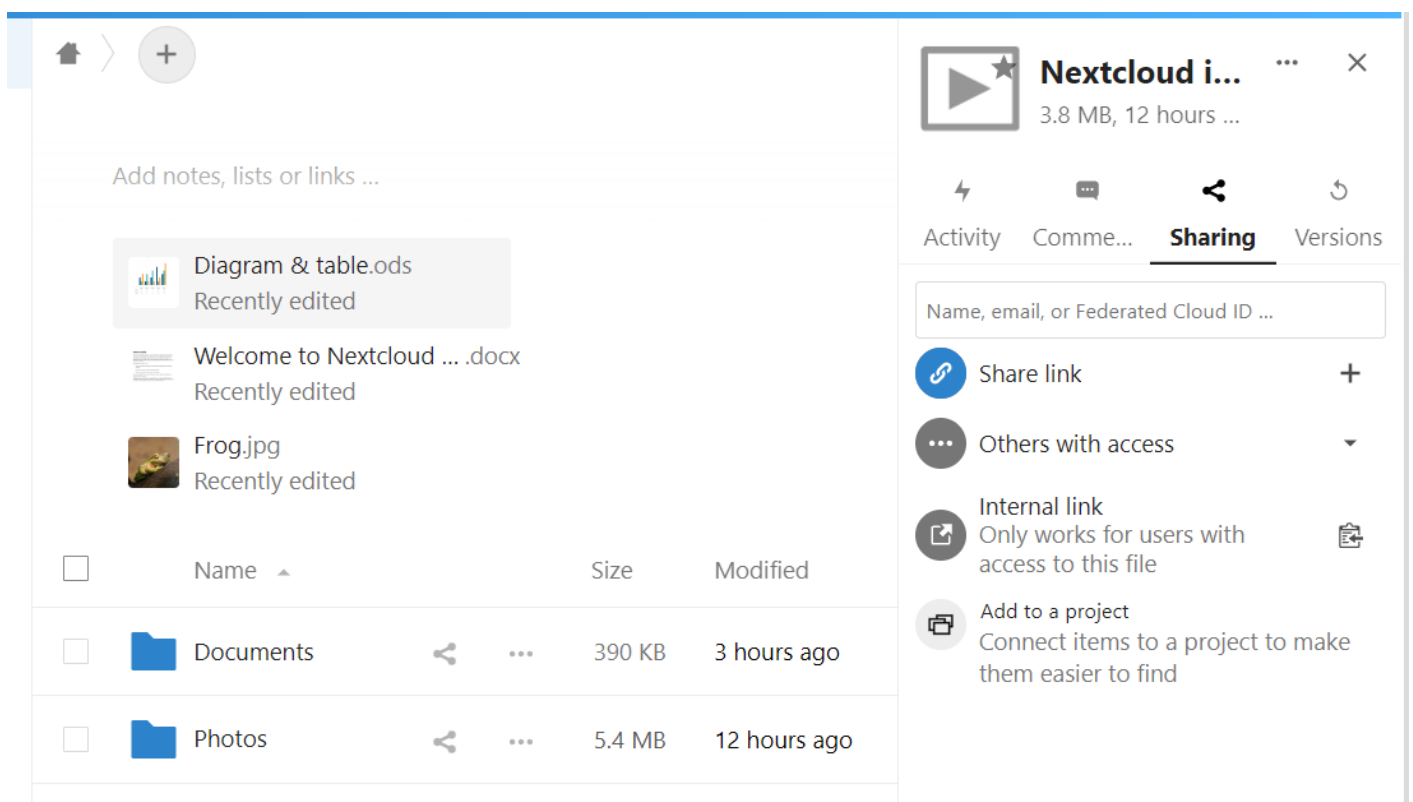 Add notes, lists or links ...
Diagram & table.ods
Recently edited
Welcome to Nextcloud ... .docx
Recently edited
Frog.jpg
Recently edited
Name Size Modified
Documents 390 KB 3 hours ago
Photos 5.4 MB 12 hours ago
Nextcloud i...
3.8 MB, 12 hours ...
Activity Comme... Sharing Versions
Name, email, or Federated Cloud ID ...
Share link
Others with access
Internal link
Only works for users with
access to this file
Add to a project
Connect items to a project to make
them easier to find